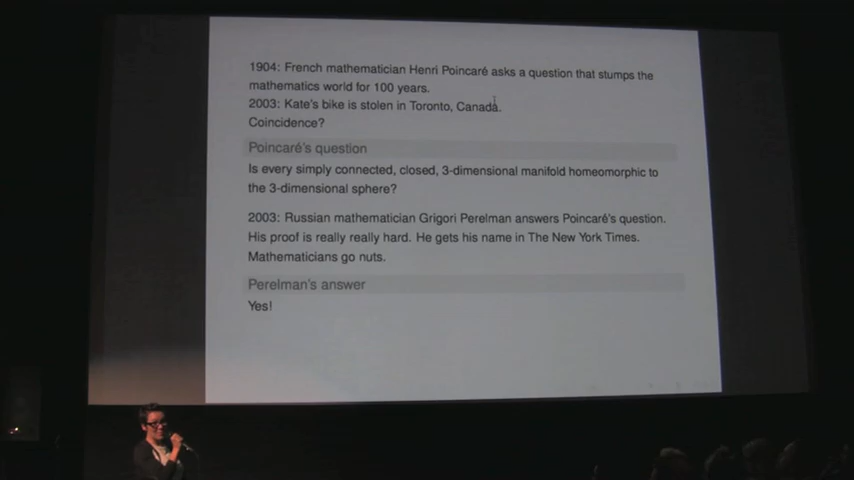 1904: French mathematician Henri Poincaré asks a question that stumps the
mathematics world for 100 years.
2003: Kate's bike is stolen in Toronto, Canada.
Coincidence?
Poincaré's question
Is every simply connected, closed, 3-dimensional manifold homeomorphic to
the 3-dimensional sphere?
2003: Russian mathematician Grigori Perelman answers Poincaré's question.
His proof is really really hard. He gets his name in The New York Times.
Mathematicians go nuts.
Perelman's answer
Yes!